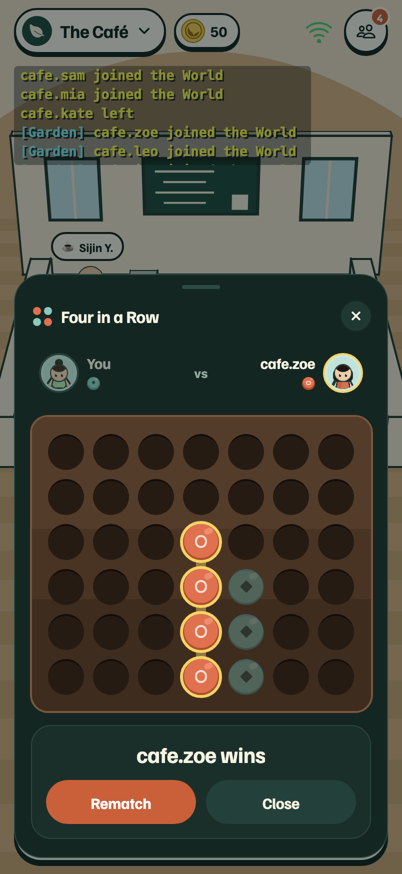 The Café
50
4
cafe.sam joined the World
cafe.mia joined the World
cafe.kate left
[Garden] cafe.zoe joined the World
[Garden] cafe.leo joined the World
Sijin Y.
Four in a Row
You
vs
cafe.zoe
cafe.zoe wins
Rematch
Close